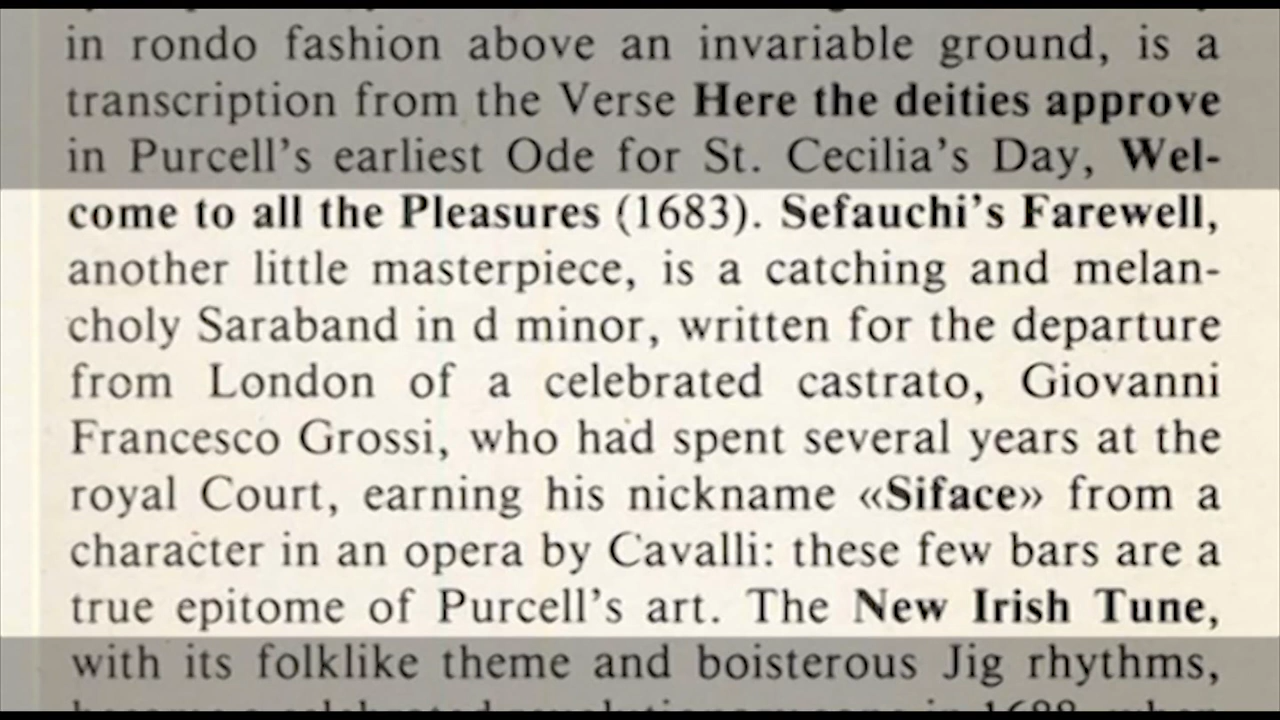 in rondo fashion above an invariable ground, is a
transcription from the Verse Here the deities approve
in Purcell's earliest Ode for St. Cecilia's Day, Wel-
come to all the Pleasures (1683). Sefauchi's Farewell,
another little masterpiece, is a catching and melan-
choly Saraband in d minor, written for the departure
from London of a celebrated castrato, Giovanni
Francesco Grossi, who had spent several years at the
royal Court, earning his nickname «Siface» from a
character in an opera by Cavalli: these few bars are a
true epitome of Purcell's art. The New Irish Tune,
with its folklike theme and boisterous Jig rhythms,